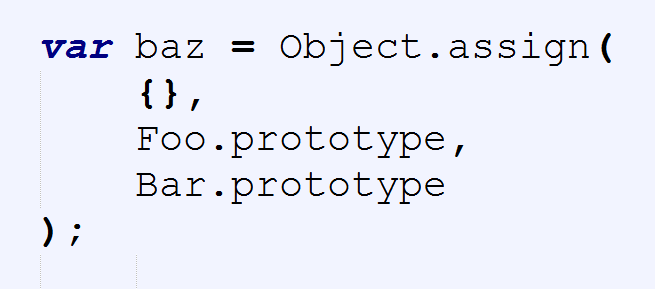 var baz = Object.assign(
{},
Foo.prototype,
Bar.prototype
);